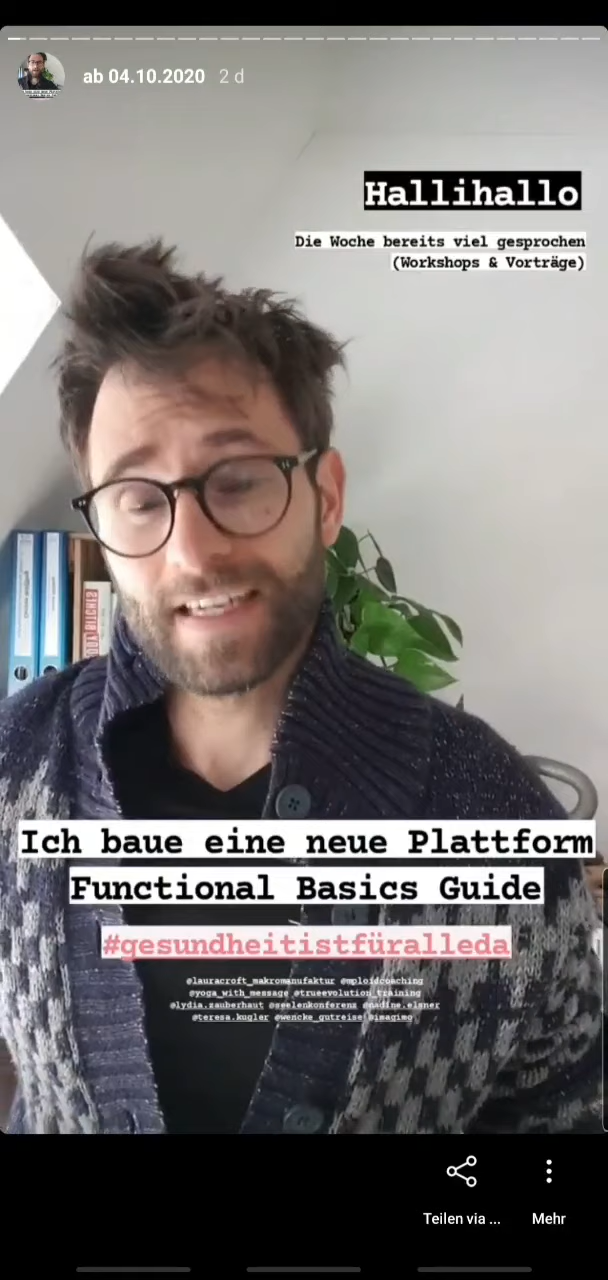 ab 04.10.2020 2 d
Hallihallo
Die Woche bereits viel gesprochen
(Workshops & Vorträge)
Ich baue eine neue Plattform
Functional Basics Guide
#gesundheitistfüralleda
@lauracroft_makromanufaktur
@yoga_with_message @trueevolution_training
@lydia.zauberhaut @seelenkonferenz @nadine.elsner
@teresa.kugler @wencke_gutreise @imagimo
Teilen via ...
Mehr